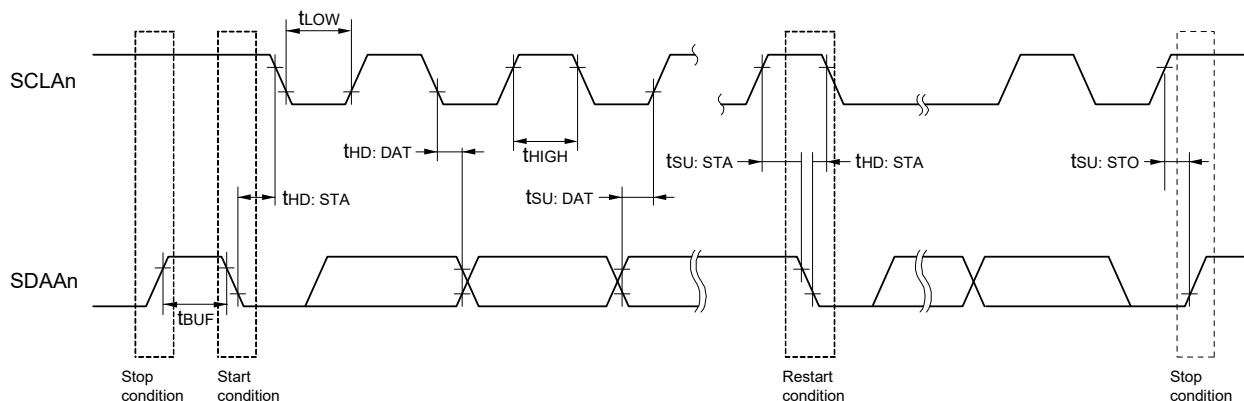 tLOW
SCLAn
tHD: DAT
tHIGH
tSU: STA
tHD: STA
tSU: STO
tHD: STA
tSU: DAT
SDAAn
tBUF
Stop
condition
Start
condition
Restart
condition
Stop
condition